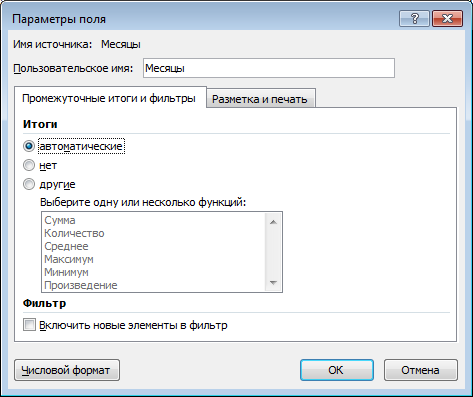 Параметры поля
Имя источника: Месяцы
Пользовательское имя: Месяцы
Промежуточные итоги и фильтры Разметка и печать
Итоги
автоматические
нет
другие
Выберите одну или несколько функций:
Сумма
Количество
Среднее
Максимум
Минимум
Произведение
Фильтр
Включить новые элементы в фильтр
Числовой формат ОК Отмена